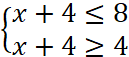 x + 4 ≤ 8
x + 4 ≥ 4